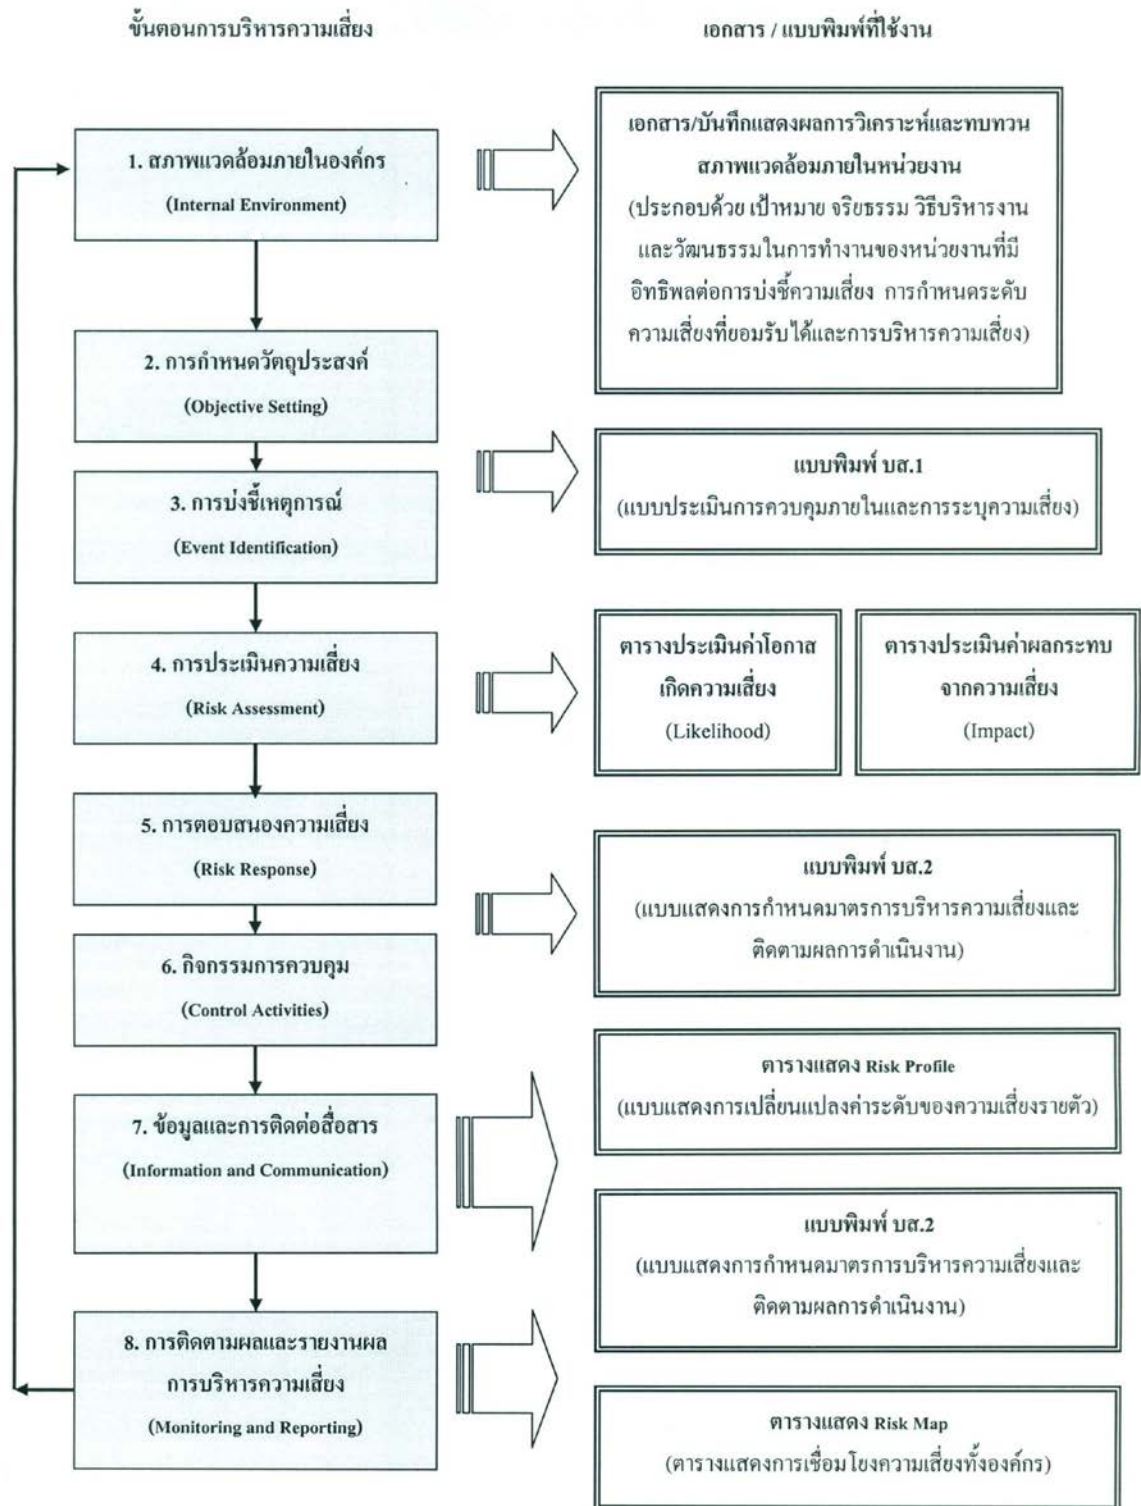 ขั้นตอนการบริหารความเสี่ยง
เอกสาร / แบบพิมพ์ที่ใช้งาน
1. สภาพแวดล้อมภายในองค์กร
(Internal Environment)
เอกสาร/บันทึกแสดงผลการวิเคราะห์และทบทวน
สภาพแวดล้อมภายในหน่วยงาน
(ประกอบด้วย เป้าหมาย จริยธรรม วิธีบริหารงาน
และวัฒนธรรมในการทำงานของหน่วยงานที่มี
อิทธิพลต่อการบ่งชี้ความเสี่ยง การกำหนดระดับ
ความเสี่ยงที่ยอมรับได้และการบริหารความเสี่ยง)
2. การกำหนดวัตถุประสงค์
(Objective Setting)
3. การบ่งชี้เหตุการณ์
(Event Identification)
แบบพิมพ์ บส.1
(แบบประเมินการควบคุมภายในและการระบุความเสี่ยง)
4. การประเมินความเสี่ยง
(Risk Assessment)
ตารางประเมินค่าโอกาส
เกิดความเสี่ยง
(Likelihood)
ตารางประเมินค่าผลกระทบ
จากความเสี่ยง
(Impact)
5. การตอบสนองความเสี่ยง
(Risk Response)
6. กิจกรรมการควบคุม
(Control Activities)
แบบพิมพ์ บส.2
(แบบแสดงการกำหนดมาตรการบริหารความเสี่ยงและ
ติดตามผลการดำเนินงาน)
7. ข้อมูลและการติดต่อสื่อสาร
(Information and Communication)
ตารางแสดง Risk Profile
(แบบแสดงการเปลี่ยนแปลงค่าระดับของความเสี่ยงรายตัว)
แบบพิมพ์ บส.2
(แบบแสดงการกำหนดมาตรการบริหารความเสี่ยงและ
ติดตามผลการดำเนินงาน)
8. การติดตามผลและรายงานผล
การบริหารความเสี่ยง
(Monitoring and Reporting)
ตารางแสดง Risk Map
(ตารางแสดงการเชื่อมโยงความเสี่ยงทั้งองค์กร)